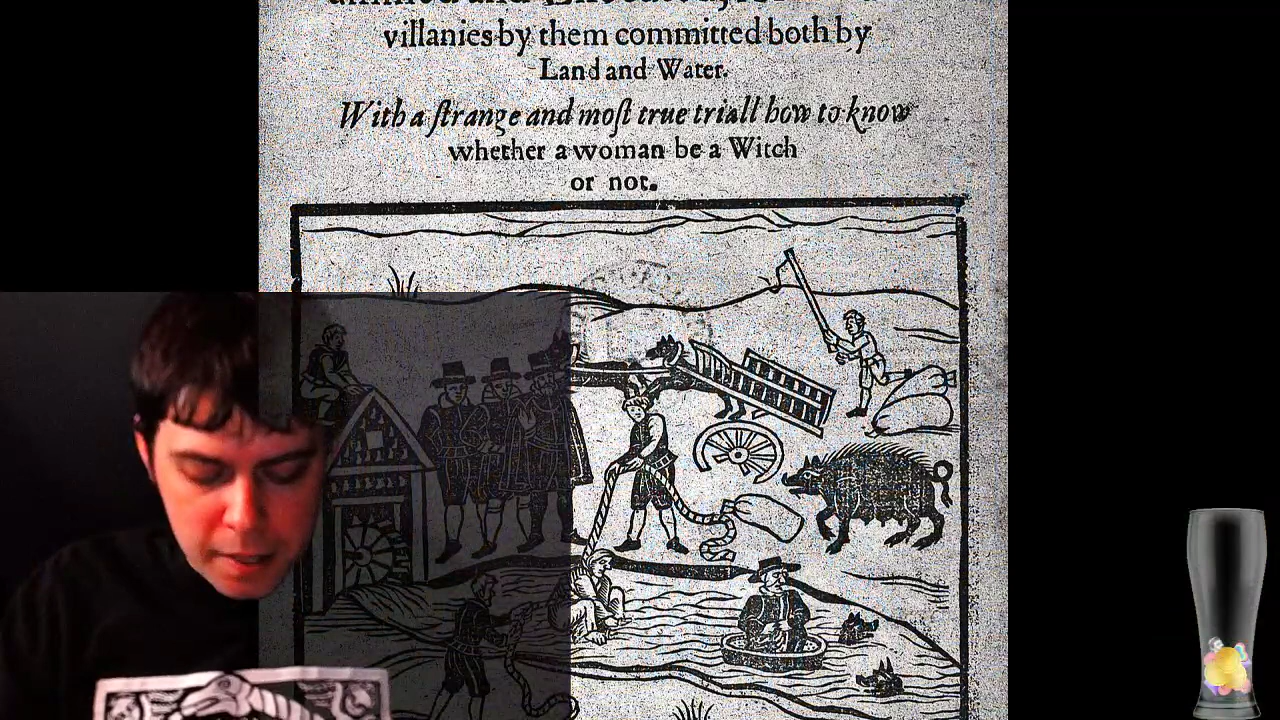 villanies by them committed both by
Land and Water.
With a ſtrange and moſt true triall how to know
whether a woman be a Witch
or not.